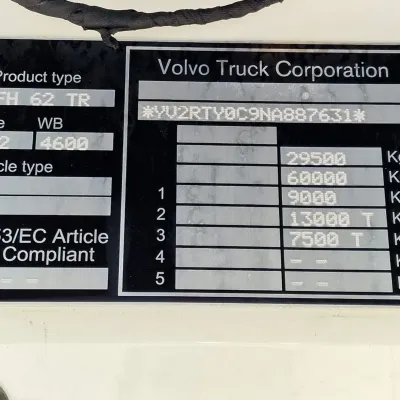 Product type
FH 62 TR
e WB
2 4600
cle type
53/EC Article
Compliant
- -
Volvo Truck Corporation
*YV2RTY0C9NA887631*
29500 K
60000 K
1 9000 K
2 13000 T K
3 7500 T K
4 - - K
5 - -